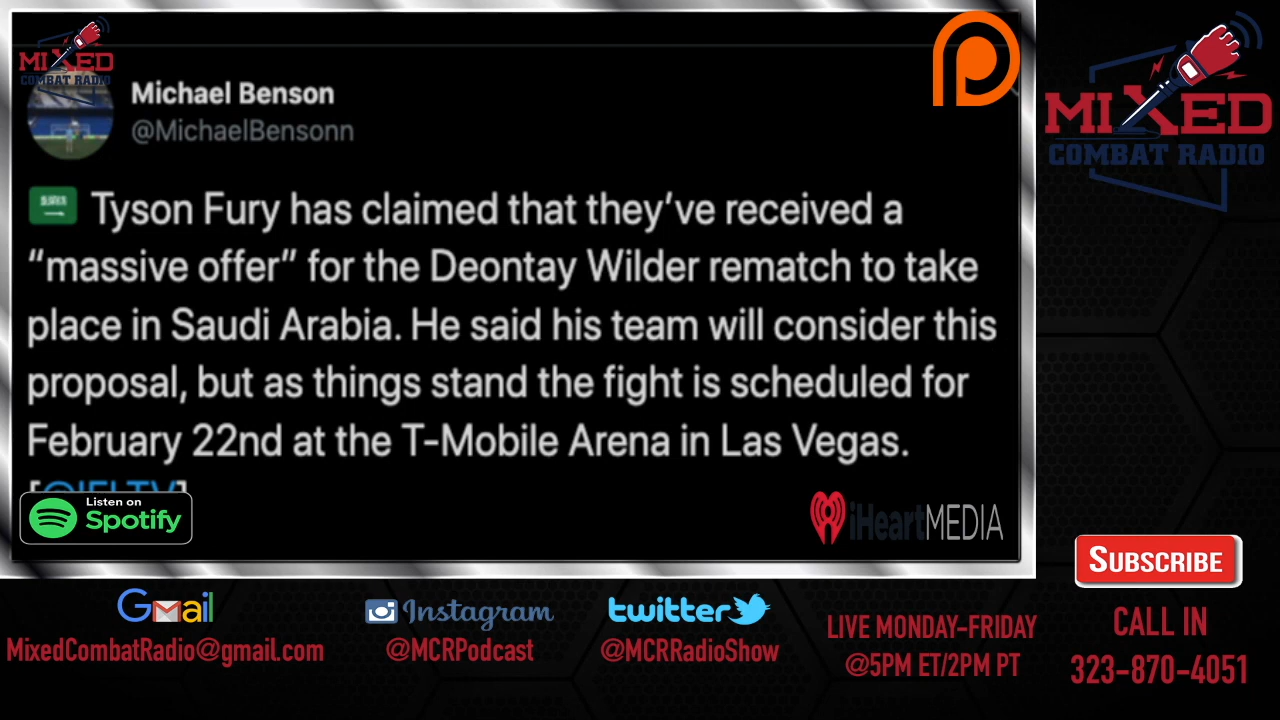 MIXED
COMBAT RADIO
Michael Benson
@MichaelBensonn
Tyson Fury has claimed that they've received a
“massive offer” for the Deontay Wilder rematch to take
place in Saudi Arabia. He said his team will consider this
proposal, but as things stand the fight is scheduled for
February 22nd at the T-Mobile Arena in Las Vegas.
Listen on
Spotify
iHeartMEDIA
MIXED
COMBAT RADIO
SUBSCRIBE
CALL IN
323-870-4051
Gmail
MixedCombatRadio@gmail.com
Instagram
@MCRPodcast
twitter
@MCRRadioShow
LIVE MONDAY-FRIDAY
@5PM ET/2PM PT